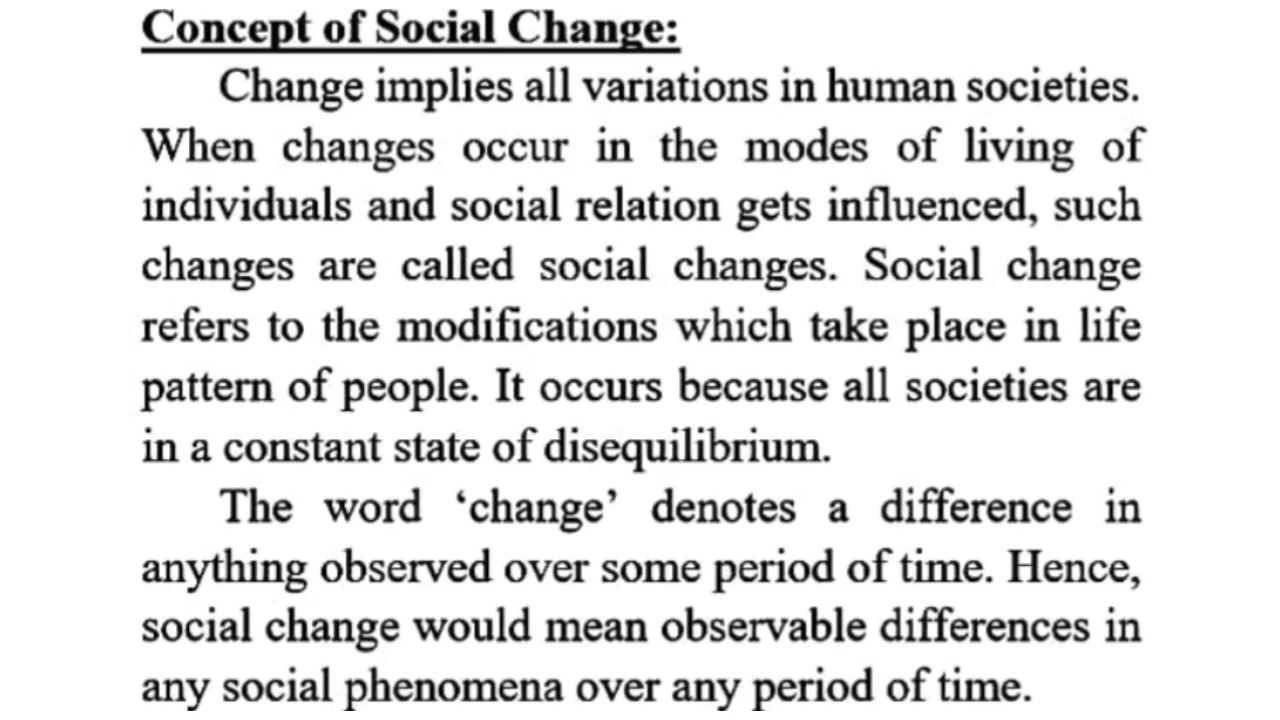 Concept of Social Change:
Change implies all variations in human societies.
When changes occur in the modes of living of
individuals and social relation gets influenced, such
changes are called social changes. Social change
refers to the modifications which take place in life
pattern of people. It occurs because all societies are
in a constant state of disequilibrium.
The word ‘change’ denotes a difference in
anything observed over some period of time. Hence,
social change would mean observable differences in
any social phenomena over any period of time.